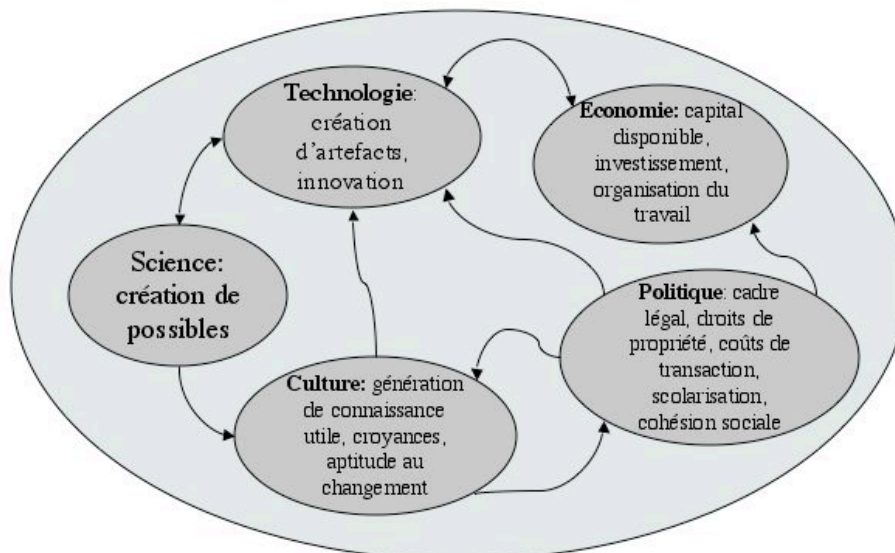 Technologie:
création
d'artefacts,
innovation
Economie: capital
disponible,
investissement,
organisation du
travail
Science:
création de
possibles
Politique: cadre
légal, droits de
propriété, coûts de
transaction,
scolarisation,
cohésion sociale
Culture: génération
de connaissance
utile, croyances,
aptitude au
changement